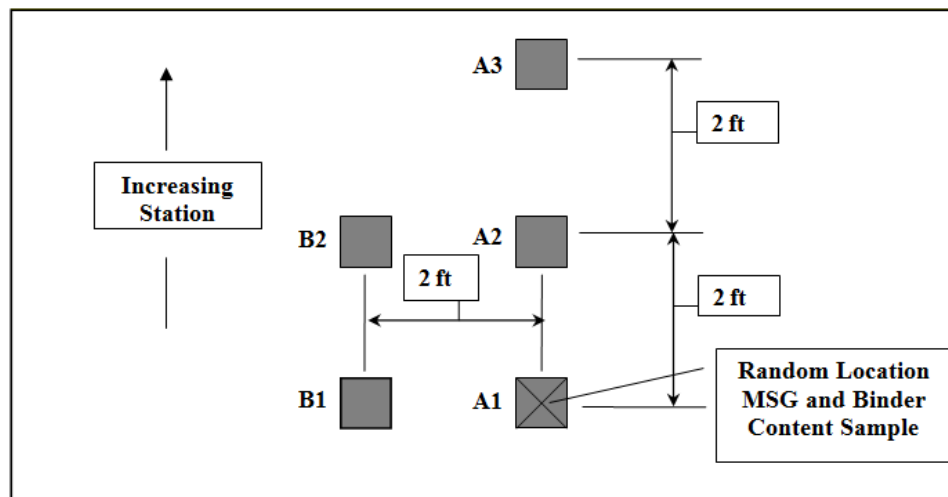 A3
2 ft
Increasing
Station
B2
A2
2 ft
2 ft
B1
A1
Random Location
MSG and Binder
Content Sample